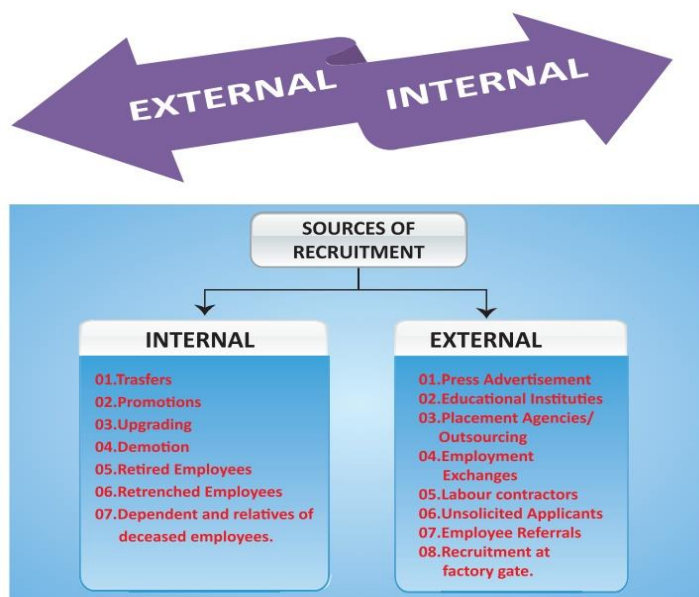 EXTERNAL
INTERNAL
SOURCES OF
RECRUITMENT
INTERNAL
01.Trasfers
02.Promotions
03.Upgrading
04.Demotion
05.Retired Employees
06.Retrenched Employees
07.Dependent and relatives of
deceased employees.
EXTERNAL
01.Press Advertisement
02.Educational Instituties
03.Placement Agencies/
Outsourcing
04.Employment
Exchanges
05.Labour contractors
06.Unsolicited Applicants
07.Employee Referrals
08.Recruitment at
factory gate.